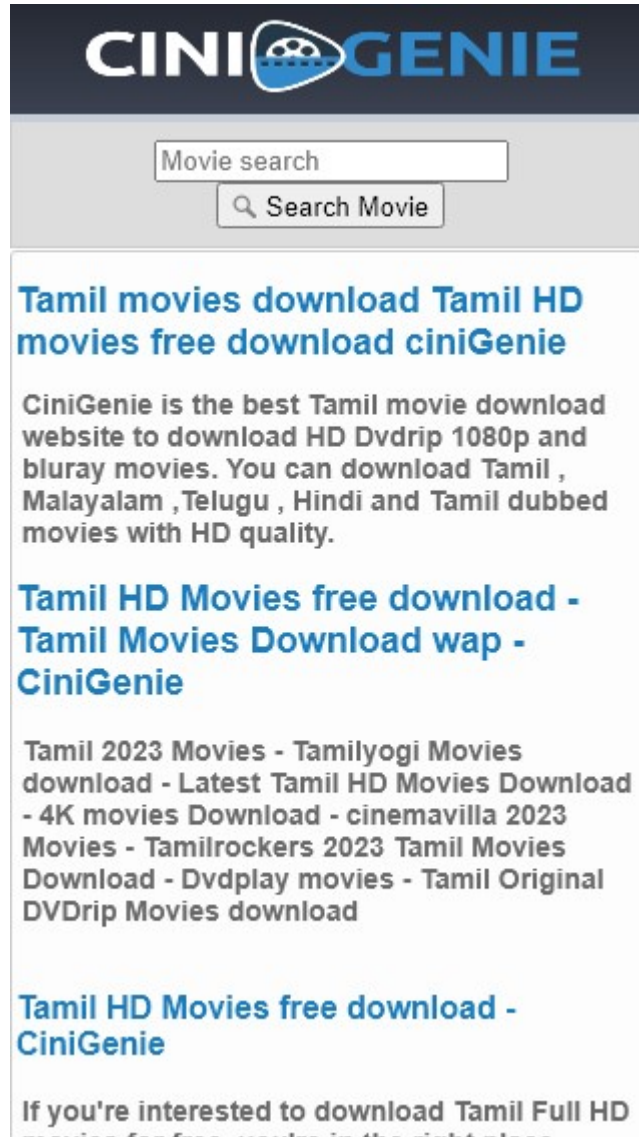 CINI GENIE
Movie search
Search Movie
Tamil movies download Tamil HD
movies free download ciniGenie
CiniGenie is the best Tamil movie download
website to download HD Dvdrip 1080p and
bluray movies. You can download Tamil ,
Malayalam ,Telugu , Hindi and Tamil dubbed
movies with HD quality.
Tamil HD Movies free download -
Tamil Movies Download wap -
CiniGenie
Tamil 2023 Movies - Tamilyogi Movies
download - Latest Tamil HD Movies Download
- 4K movies Download - cinemavilla 2023
Movies - Tamilrockers 2023 Tamil Movies
Download - Dvdplay movies - Tamil Original
DVDrip Movies download
Tamil HD Movies free download -
CiniGenie
If you're interested to download Tamil Full HD